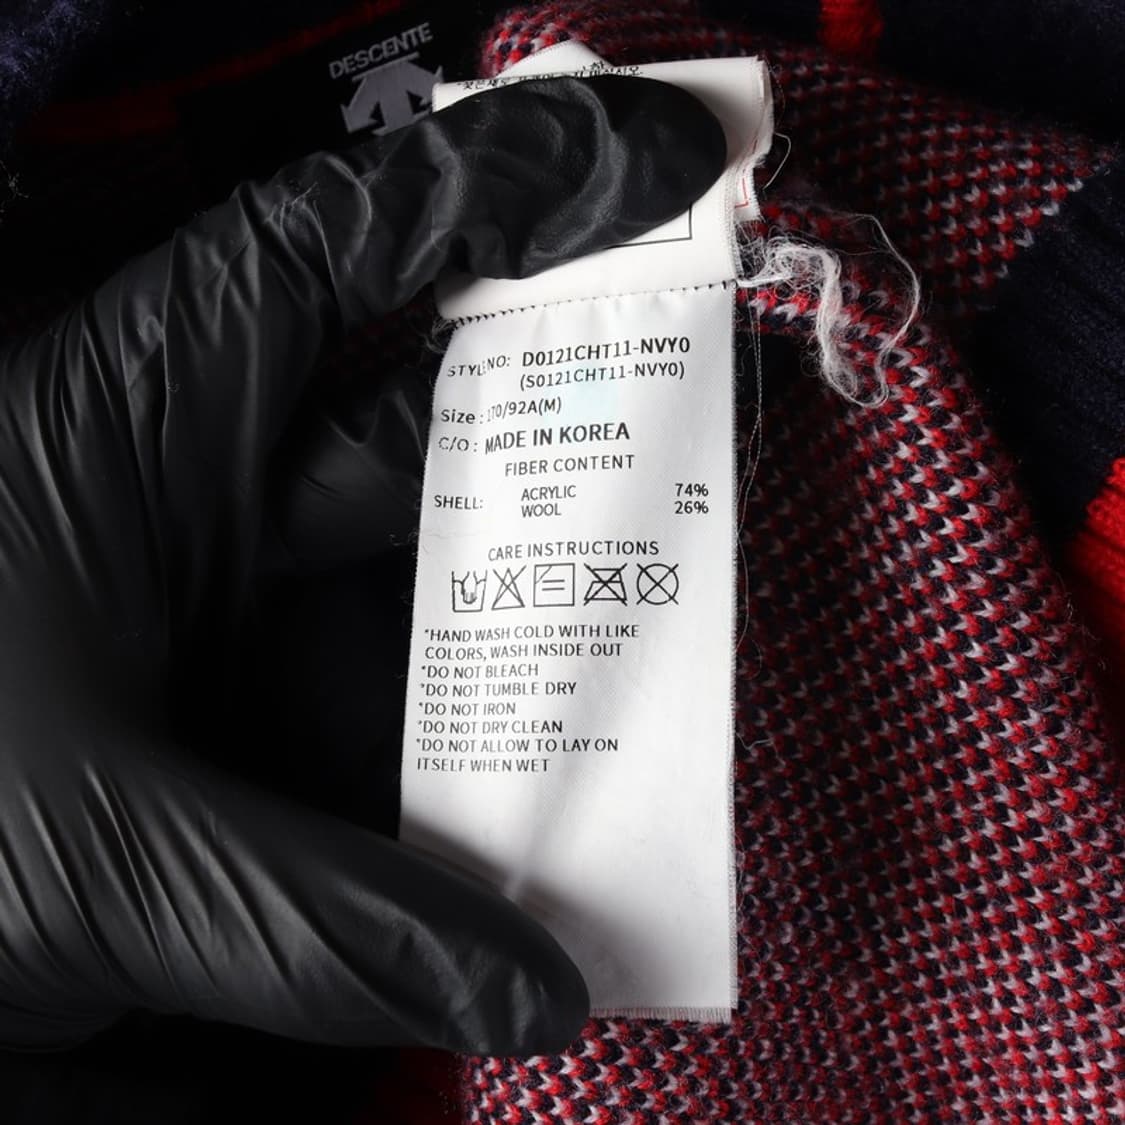 DESCENTE
STYLE NO: D0121CHT11-NVY0
(S0121CHT11-NVY0)
Size : 170/92A(M)
C/O : MADE IN KOREA
FIBER CONTENT
SHELL: ACRYLIC 74%
WOOL 26%
CARE INSTRUCTIONS
*HAND WASH COLD WITH LIKE
COLORS, WASH INSIDE OUT
*DO NOT BLEACH
*DO NOT TUMBLE DRY
*DO NOT IRON
*DO NOT DRY CLEAN
*DO NOT ALLOW TO LAY ON
ITSELF WHEN WET